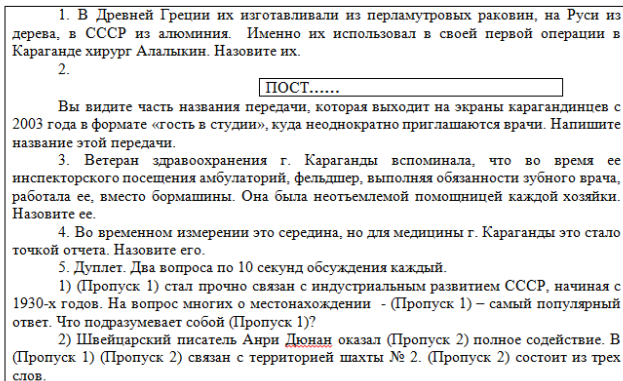 1. В Древней Греции их изготавливали из перламутровых раковин, на Руси из
дерева, в СССР из алюминия. Именно их использовал в своей первой операции в
Караганде хирург Алалыкин. Назовите их.
2.
ПОСТ……
Вы видите часть названия передачи, которая выходит на экраны карагандинцев с
2003 года в формате «гость в студии», куда неоднократно приглашаются врачи. Напишите
название этой передачи.
3. Ветеран здравоохранения г. Караганды вспоминала, что во время ее
инспекторского посещения амбулаторий, фельдшер, выполняя обязанности зубного врача,
работала ее, вместо бормашины. Она была неотъемлемой помощницей каждой хозяйки.
Назовите ее.
4. Во временном измерении это середина, но для медицины г. Караганды это стало
точкой отчета. Назовите его.
5. Дуплет. Два вопроса по 10 секунд обсуждения каждый.
1) (Пропуск 1) стал прочно связан с индустриальным развитием СССР, начиная с
1930-х годов. На вопрос многих о местонахождении - (Пропуск 1) – самый популярный
ответ. Что подразумевает собой (Пропуск 1)?
2) Швейцарский писатель Анри Дюнан оказал (Пропуск 2) полное содействие. В
(Пропуск 1) (Пропуск 2) связан с территорией шахты № 2. (Пропуск 2) состоит из трех
слов.